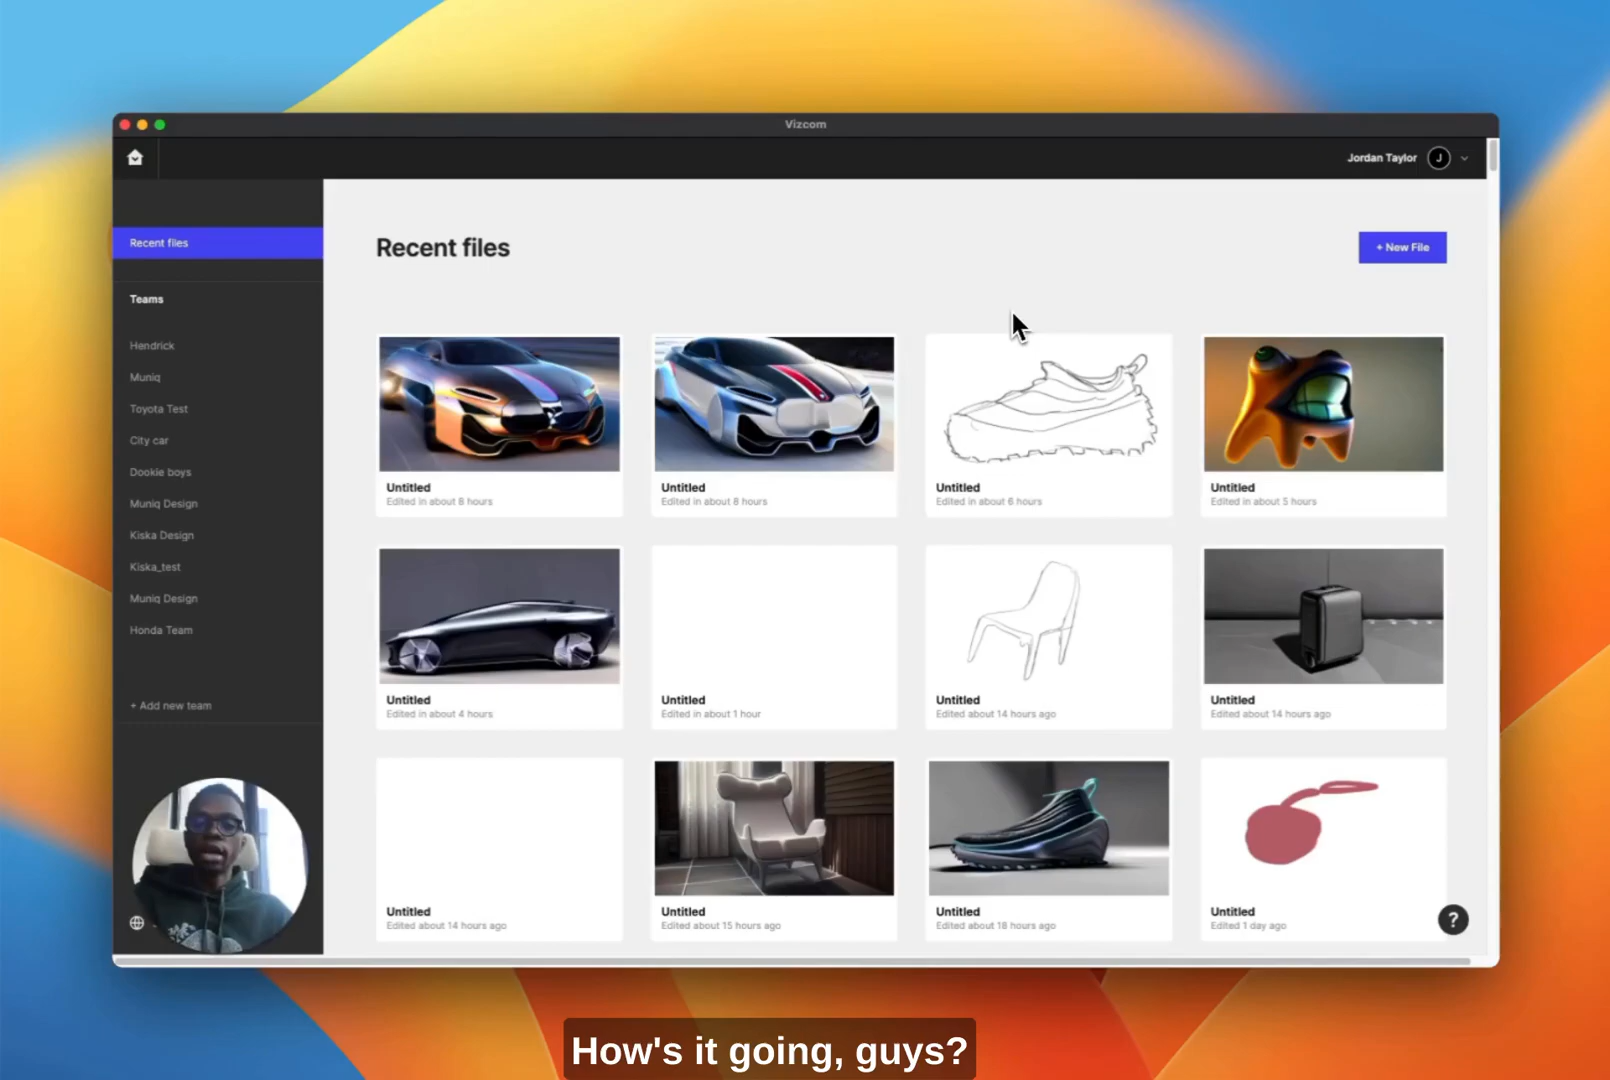 Vizcom
Jordan Taylor J
Recent files
Teams
Hendrick
Muniq
Toyota Test
City car
Dookie boys
Muniq Design
Kiska Design
Kiska_test
Muniq Design
Honda Team
+ Add new team
Recent files
+ New File
Untitled
Edited in about 8 hours
Untitled
Edited in about 8 hours
Untitled
Edited in about 6 hours
Untitled
Edited in about 5 hours
Untitled
Edited in about 4 hours
Untitled
Edited in about 1 hour
Untitled
Edited about 14 hours ago
Untitled
Edited about 14 hours ago
Untitled
Edited about 14 hours ago
Untitled
Edited about 15 hours ago
Untitled
Edited about 18 hours ago
Untitled
Edited 1 day ago
?
How's it going, guys?